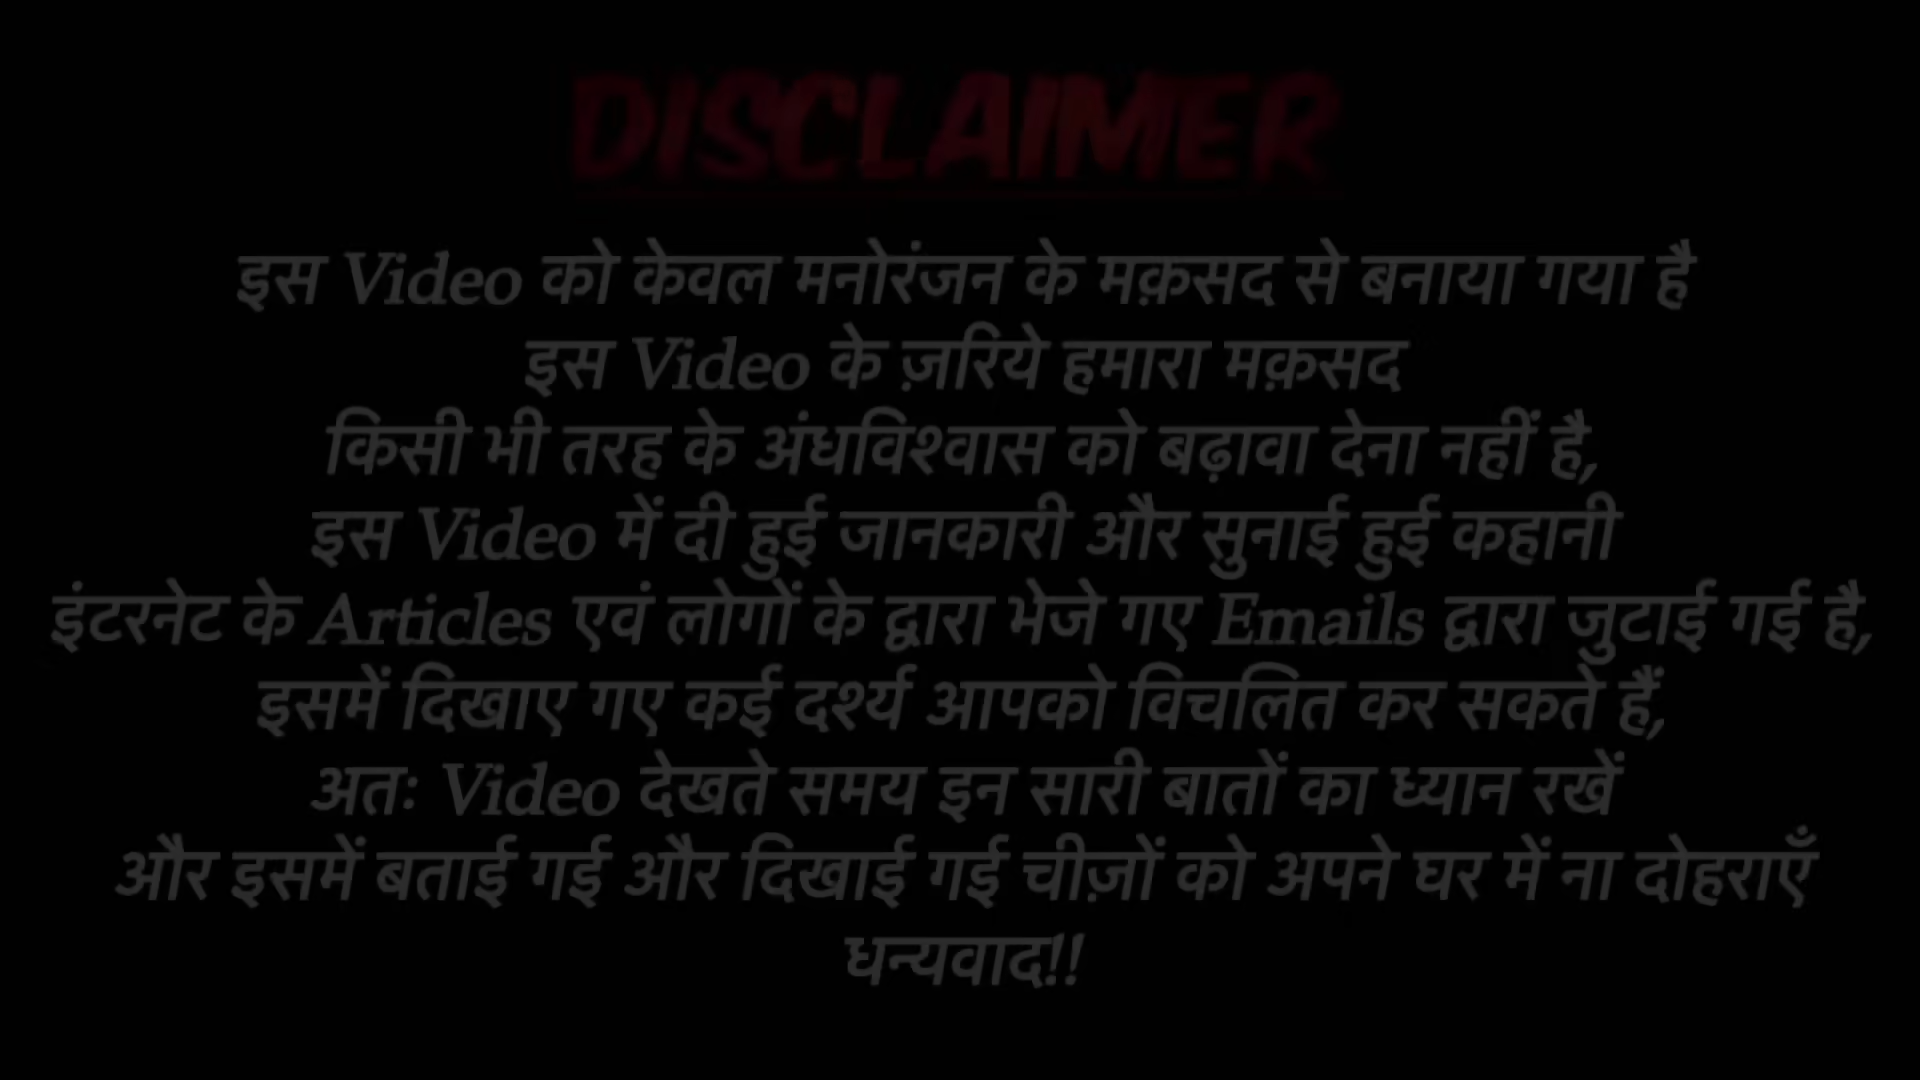 DISCLAIMER
इस Video को केवल मनोरंजन के मक़सद से बनाया गया है
इस Video के ज़रिये हमारा मक़सद
किसी भी तरह के अंधविश्वास को बढ़ावा देना नहीं है,
इस Video में दी हुई जानकारी और सुनाई हुई कहानी
इंटरनेट के Articles एवं लोगों के द्वारा भेजे गए Emails द्वारा जुटाई गई है,
इसमें दिखाए गए कई दर्श्य आपको विचलित कर सकते हैं,
अतः Video देखते समय इन सारी बातों का ध्यान रखें
और इसमें बताई गई और दिखाई गई चीज़ों को अपने घर में ना दोहराएँ
धन्यवाद!!